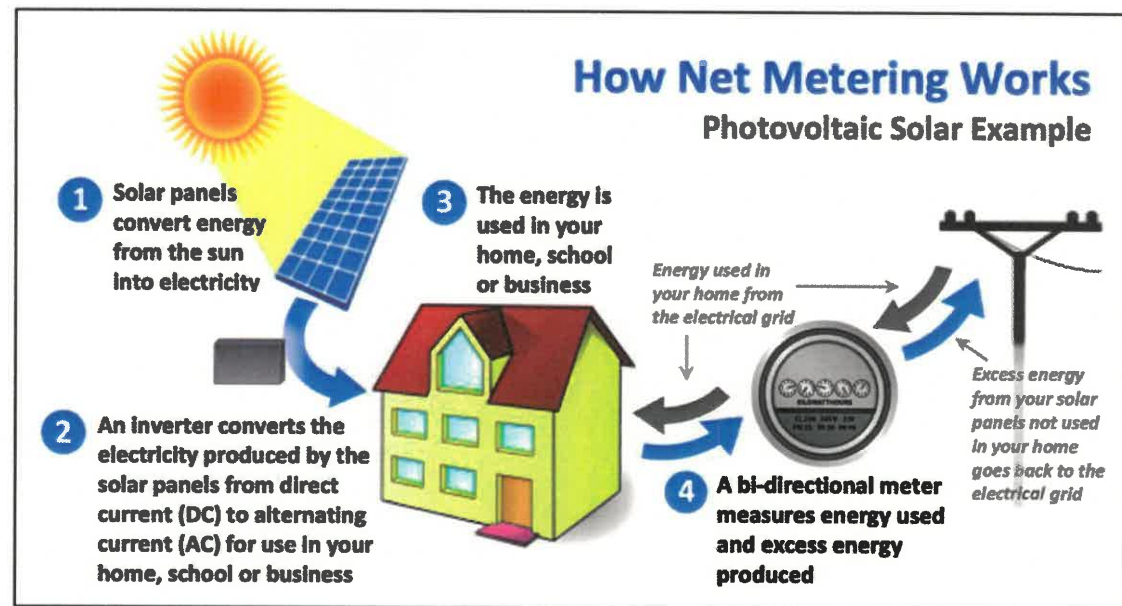 How Net Metering Works
Photovoltaic Solar Example
1 Solar panels
convert energy
from the sun
into electricity
2 An inverter converts the
electricity produced by the
solar panels from direct
current (DC) to alternating
current (AC) for use in your
home, school or business
3 The energy is
used in your
home, school
or business
Energy used in
your home from
the electrical grid
KILOWATTHOURS
4 A bi-directional meter
measures energy used
and excess energy
produced
Excess energy
from your solar
panels not used
in your home
goes back to the
electrical grid